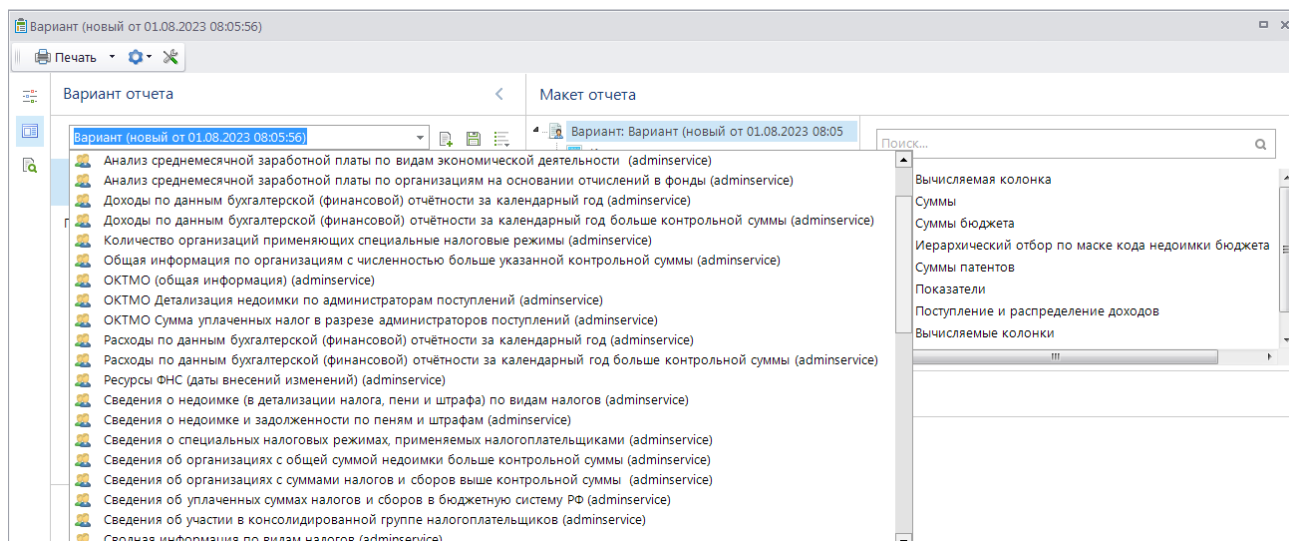 Вариант (новый от 01.08.2023 08:05:56)
Печать
Вариант отчета
Макет отчета
Вариант (новый от 01.08.2023 08:05:56)
Вариант: Вариант (новый от 01.08.2023 08:05
Поиск...
Анализ среднемесячной заработной платы по видам экономической деятельности (adminservice)
Анализ среднемесячной заработной платы по организациям на основании отчислений в фонды (adminservice)
Доходы по данным бухгалтерской (финансовой) отчётности за календарный год (adminservice)
Доходы по данным бухгалтерской (финансовой) отчётности за календарный год больше контрольной суммы (adminservice)
Количество организаций применяющих специальные налоговые режимы (adminservice)
Общая информация по организациям с численностью больше указанной контрольной суммы (adminservice)
ОКТМО (общая информация) (adminservice)
ОКТМО Детализация недоимки по администраторам поступлений (adminservice)
ОКТМО Сумма уплаченных налог в разрезе администраторов поступлений (adminservice)
Расходы по данным бухгалтерской (финансовой) отчётности за календарный год (adminservice)
Расходы по данным бухгалтерской (финансовой) отчётности за календарный год больше контрольной суммы (adminservice)
Ресурсы ФНС (даты внесений изменений) (adminservice)
Сведения о недоимке (в детализации налога, пени и штрафа) по видам налогов (adminservice)
Сведения о недоимке и задолженности по пеням и штрафам (adminservice)
Сведения о специальных налоговых режимах, применяемых налогоплательщиками (adminservice)
Сведения об организациях с общей суммой недоимки больше контрольной суммы (adminservice)
Сведения об организациях с суммами налогов и сборов выше контрольной суммы (adminservice)
Сведения об уплаченных суммах налогов и сборов в бюджетную систему РФ (adminservice)
Сведения об участии в консолидированной группе налогоплательщиков (adminservice)
Сводная информация по видам налогов (adminservice)
Вычисляемая колонка
Суммы
Суммы бюджета
Иерархический отбор по маске кода недоимки бюджета
Суммы патентов
Показатели
Поступление и распределение доходов
Вычисляемые колонки